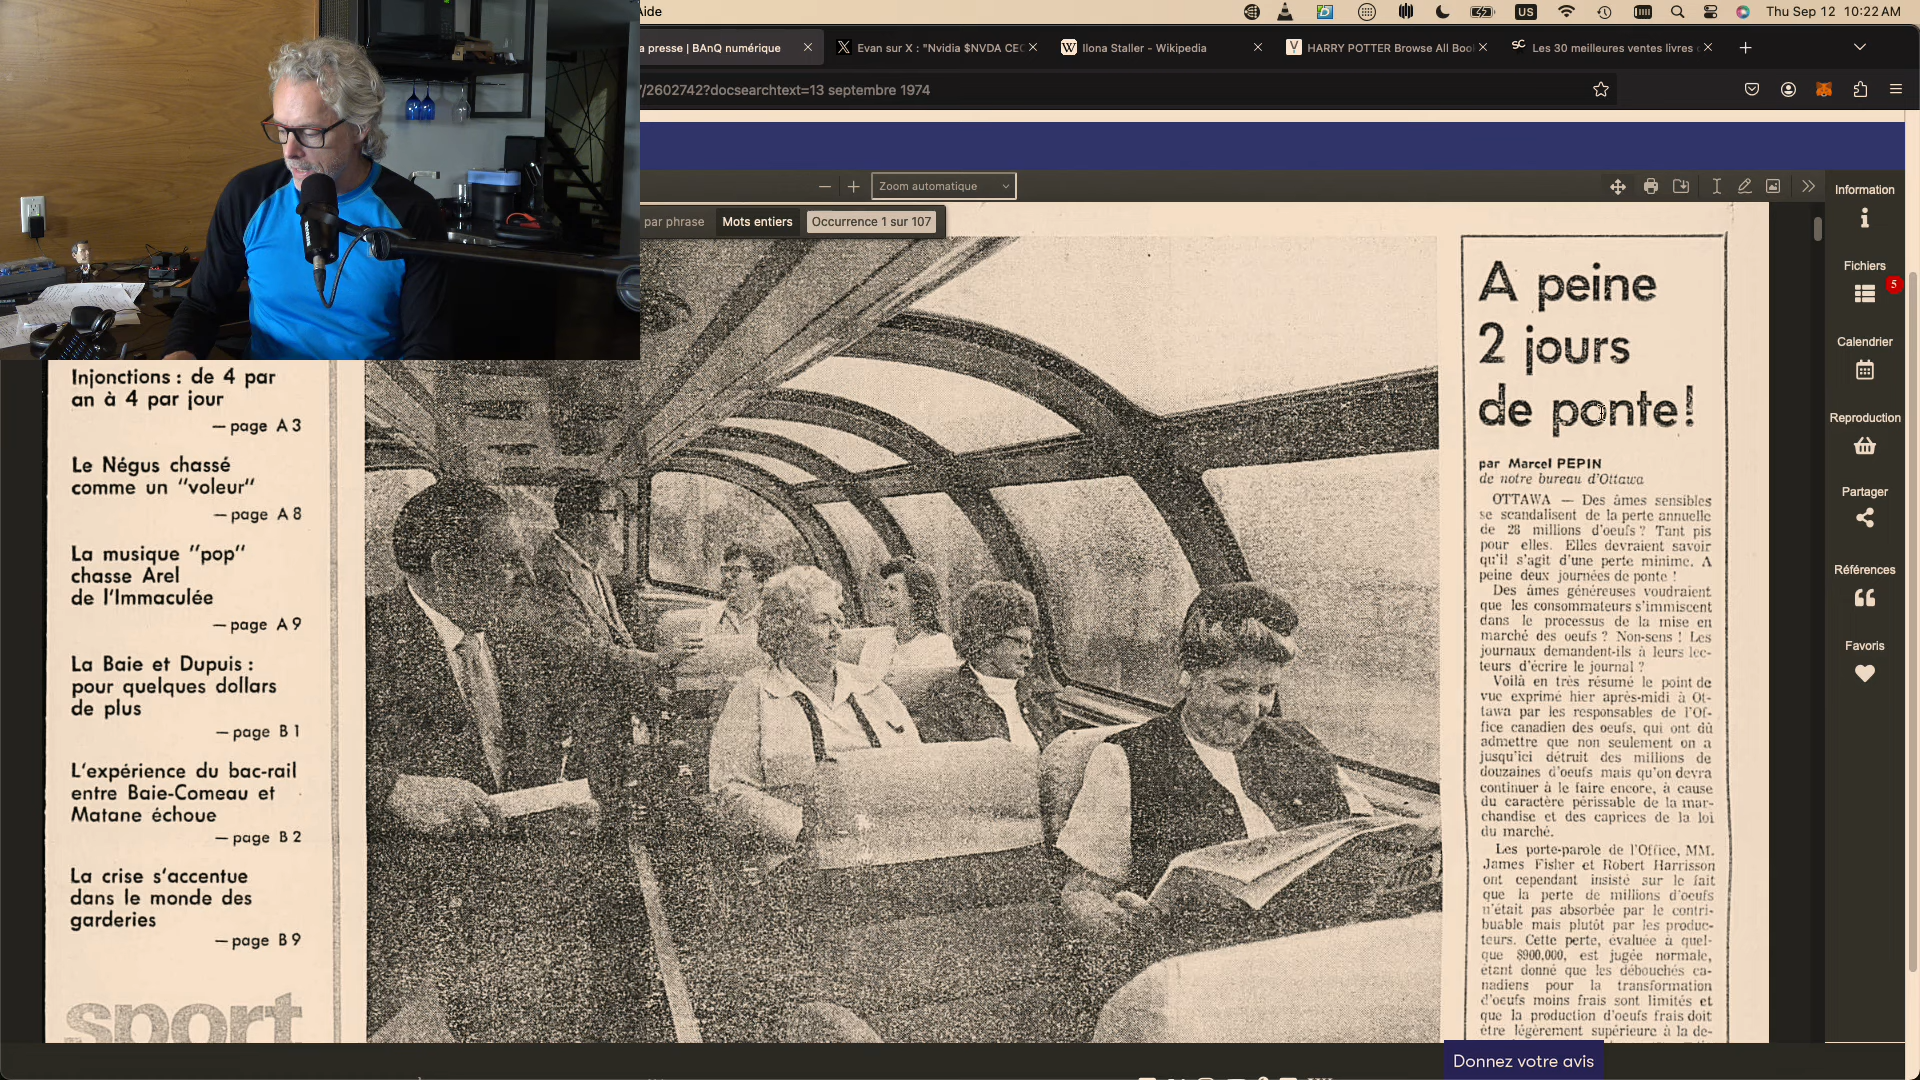 Aide
US
Thu Sep 12 10:22 AM
a presse | BAnQ numérique
Evan sur X : "Nvidia $NVDA CEO
Ilona Staller - Wikipedia
HARRY POTTER Browse All Boo
Les 30 meilleures ventes livres
/2602742?docsearchtext=13 septembre 1974
Zoom automatique
par phrase
Mots entiers
Occurrence 1 sur 107
Injonctions : de 4 par
an à 4 par jour
— page A 3
Le Négus chassé
comme un "voleur"
— page A 8
La musique "pop"
chasse Arel
de l'Immaculée
— page A 9
La Baie et Dupuis :
pour quelques dollars
de plus
— page B 1
L'expérience du bac-rail
entre Baie-Comeau et
Matane échoue
— page B 2
La crise s'accentue
dans le monde des
garderies
— page B 9
sport
A peine
2 jours
de ponte!
par Marcel PEPIN
de notre bureau d'Ottawa
OTTAWA — Des âmes sensibles
se scandalisent de la perte annuelle
de 28 millions d'oeufs ? Tant pis
pour elles. Elles devraient savoir
qu'il s'agit d'une perte minime. A
peine deux journées de ponte !
Des âmes généreuses voudraient
que les consommateurs s'immiscent
dans le processus de la mise en
marché des oeufs ? Non-sens ! Les
journaux demandent-ils à leurs lec-
teurs d'écrire le journal ?
Voilà en très résumé le point de
vue exprimé hier après-midi à Ot-
tawa par les responsables de l'Of-
fice canadien des oeufs, qui ont dû
admettre que non seulement on a
jusqu'ici détruit des millions de
douzaines d'oeufs mais qu'on devra
continuer à le faire encore, à cause
du caractère périssable de la mar-
chandise et des caprices de la loi
du marché.
Les porte-parole de l'Office, MM.
James Fisher et Robert Harrisson
ont cependant insisté sur le fait
que la perte de millions d'oeufs
n'était pas absorbée par le contri-
buable mais plutôt par les produc-
teurs. Cette perte, évaluée à quel-
que $900,000, est jugée normale,
étant donné que les débouchés ca-
nadiens pour la transformation
d'oeufs moins frais sont limités et
que la production d'oeufs frais doit
être légèrement supérieure à la de-
Information
Fichiers
5
Calendrier
Reproduction
Partager
Références
Favoris
Donnez votre avis